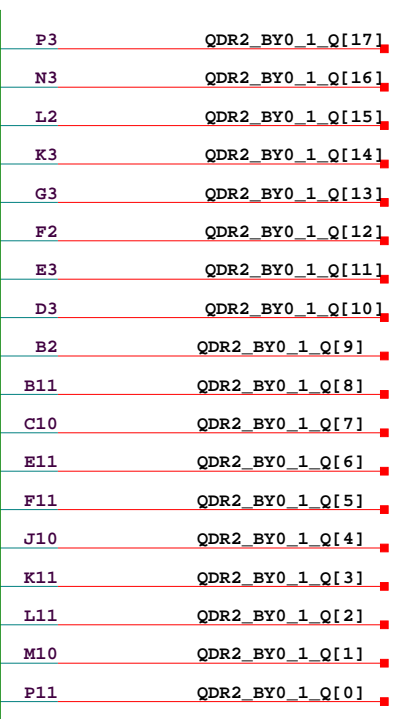 P3 QDR2_BY0_1_Q[17]
N3 QDR2_BY0_1_Q[16]
L2 QDR2_BY0_1_Q[15]
K3 QDR2_BY0_1_Q[14]
G3 QDR2_BY0_1_Q[13]
F2 QDR2_BY0_1_Q[12]
E3 QDR2_BY0_1_Q[11]
D3 QDR2_BY0_1_Q[10]
B2 QDR2_BY0_1_Q[9]
B11 QDR2_BY0_1_Q[8]
C10 QDR2_BY0_1_Q[7]
E11 QDR2_BY0_1_Q[6]
F11 QDR2_BY0_1_Q[5]
J10 QDR2_BY0_1_Q[4]
K11 QDR2_BY0_1_Q[3]
L11 QDR2_BY0_1_Q[2]
M10 QDR2_BY0_1_Q[1]
P11 QDR2_BY0_1_Q[0]